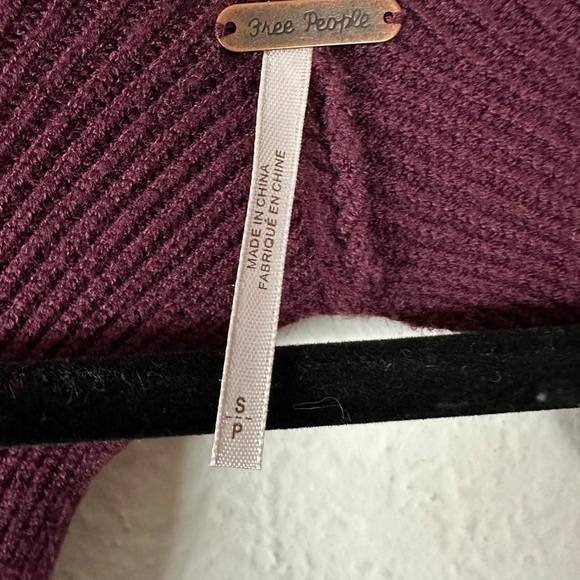 Free People
MADE IN CHINA
FABRIQUÉ EN CHINE
S
P